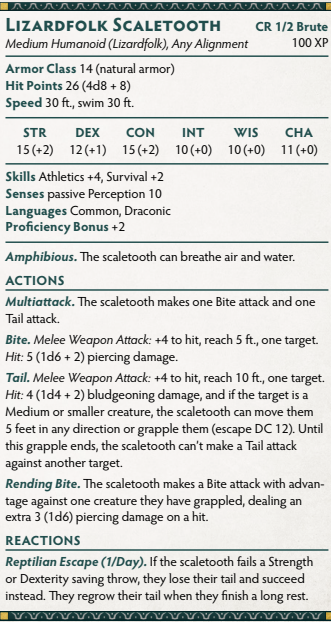 LIZARDFOLK SCALETOOTH CR 1/2 BRUTE
Medium Humanoid (Lizardfolk), Any Alignment 100 XP
Armor Class 14 (natural armor)
Hit Points 26 (4d8 + 8)
Speed 30 ft., swim 30 ft.
STR DEX CON INT WIS CHA
15 (+2) 12 (+1) 15 (+2) 10 (+0) 10 (+0) 11 (+0)
Skills Athletics +4, Survival +2
Senses passive Perception 10
Languages Common, Draconic
Proficiency Bonus +2
Amphibious. The scaletooth can breathe air and water.
ACTIONS
Multiattack. The scaletooth makes one Bite attack and one
Tail attack.
Bite. Melee Weapon Attack: +4 to hit, reach 5 ft., one target.
Hit: 5 (1d6 + 2) piercing damage.
Tail. Melee Weapon Attack: +4 to hit, reach 10 ft., one target.
Hit: 4 (1d4 + 2) bludgeoning damage, and if the target is a
Medium or smaller creature, the scaletooth can move them
5 feet in any direction or grapple them (escape DC 12). Until
this grapple ends, the scaletooth can't make a Tail attack
against another target.
Rending Bite. The scaletooth makes a Bite attack with advan-
tage against one creature they have grappled, dealing an
extra 3 (1d6) piercing damage on a hit.
REACTIONS
Reptilian Escape (1/Day). If the scaletooth fails a Strength
or Dexterity saving throw, they lose their tail and succeed
instead. They regrow their tail when they finish a long rest.